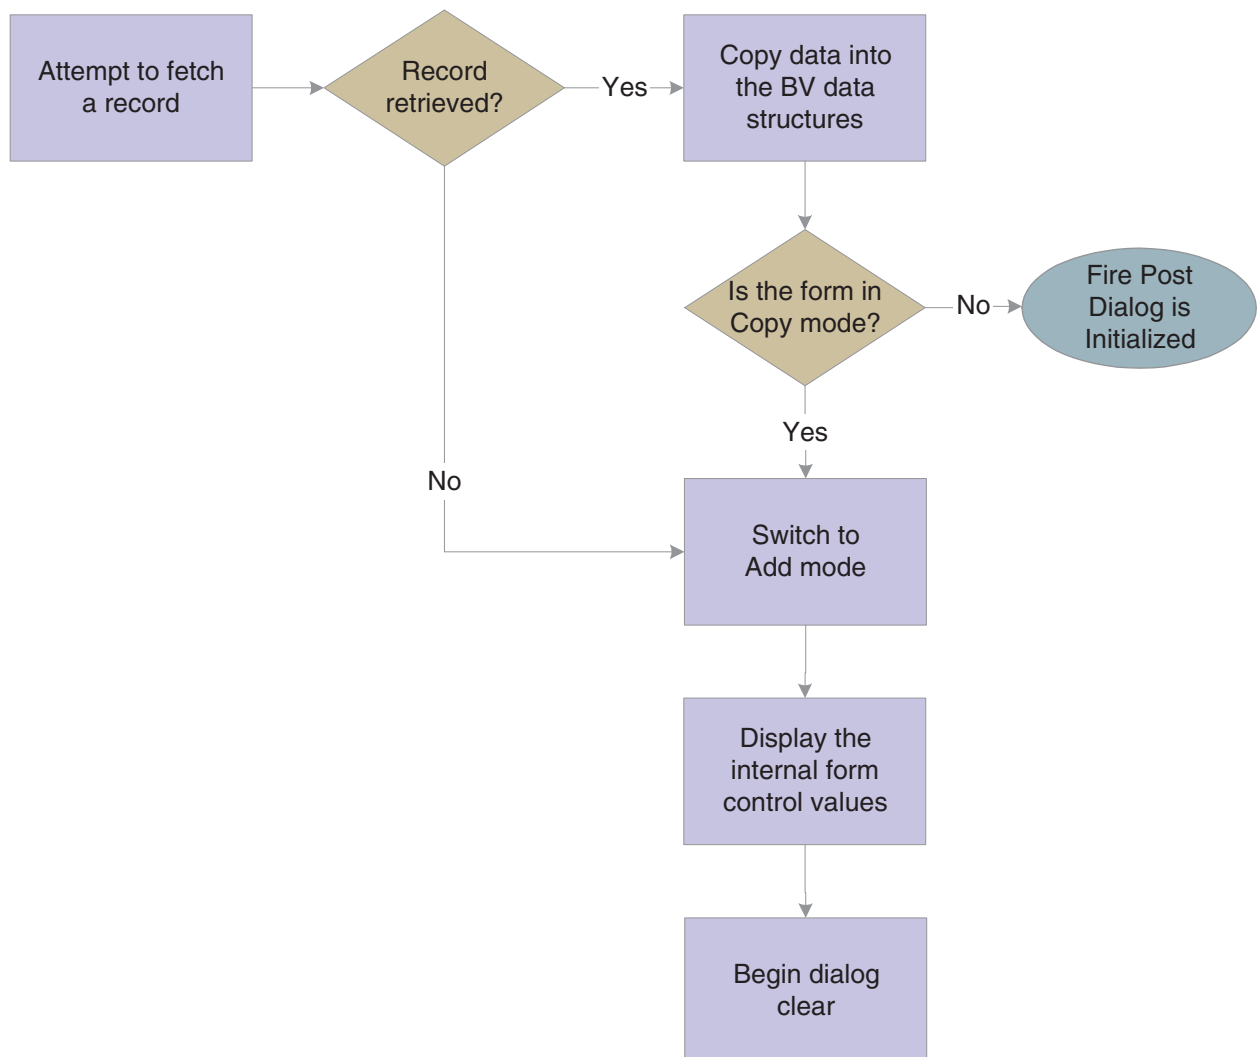 Attempt to fetch
a record
Record
retrieved?
Yes
Copy data into
the BV data
structures
Is the form in
Copy mode?
No
Fire Post
Dialog is
Initialized
Yes
No
Switch to
Add mode
Display the
internal form
control values
Begin dialog
clear